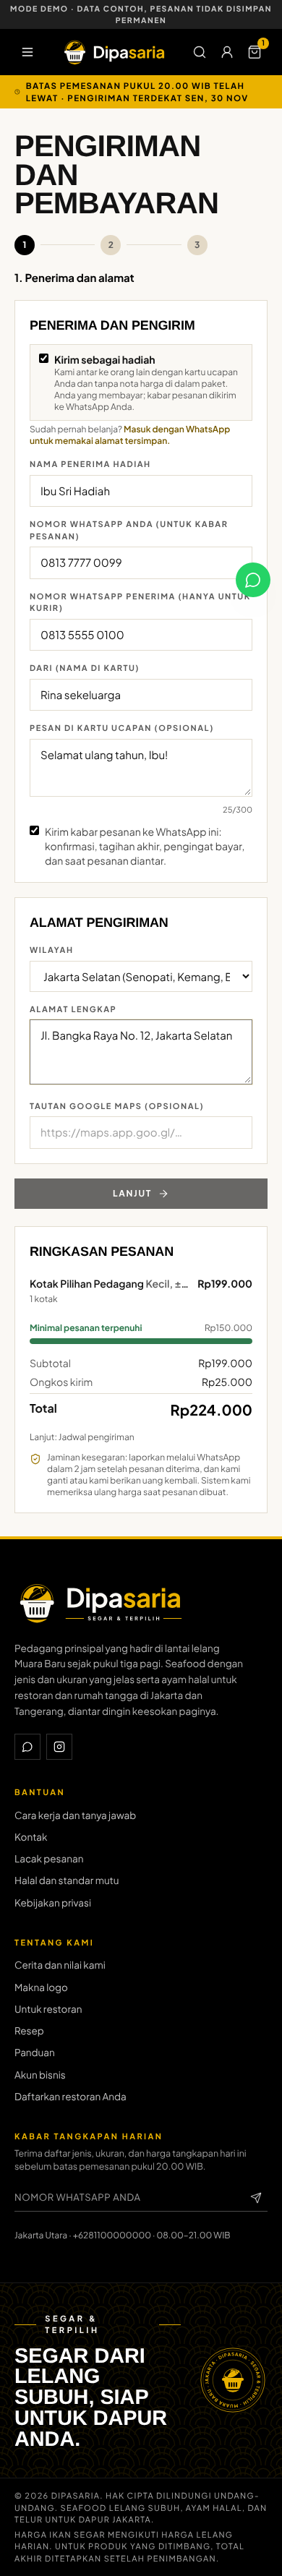 MODE DEMO · DATA CONTOH, PESANAN TIDAK DISIMPAN
PERMANEN
Dipasaria
1
BATAS PEMESANAN PUKUL 20.00 WIB TELAH
LEWAT · PENGIRIMAN TERDEKAT SEN, 30 NOV
PENGIRIMAN
DAN
PEMBAYARAN
1
2
3
1. Penerima dan alamat
PENERIMA DAN PENGIRIM
Kirim sebagai hadiah
Kami antar ke orang lain dengan kartu ucapan
Anda dan tanpa nota harga di dalam paket.
Anda yang membayar; kabar pesanan dikirim
ke WhatsApp Anda.
Sudah pernah belanja? Masuk dengan WhatsApp
untuk memakai alamat tersimpan.
NAMA PENERIMA HADIAH
Ibu Sri Hadiah
NOMOR WHATSAPP ANDA (UNTUK KABAR
PESANAN)
0813 7777 0099
NOMOR WHATSAPP PENERIMA (HANYA UNTUK
KURIR)
0813 5555 0100
DARI (NAMA DI KARTU)
Rina sekeluarga
PESAN DI KARTU UCAPAN (OPSIONAL)
Selamat ulang tahun, Ibu!
25/300
Kirim kabar pesanan ke WhatsApp ini:
konfirmasi, tagihan akhir, pengingat bayar,
dan saat pesanan diantar.
ALAMAT PENGIRIMAN
WILAYAH
Jakarta Selatan (Senopati, Kemang, B
ALAMAT LENGKAP
Jl. Bangka Raya No. 12, Jakarta Selatan
TAUTAN GOOGLE MAPS (OPSIONAL)
https://maps.app.goo.gl/…
LANJUT
RINGKASAN PESANAN
Kotak Pilihan Pedagang Kecil, ±… Rp199.000
1 kotak
Minimal pesanan terpenuhi Rp150.000
Subtotal Rp199.000
Ongkos kirim Rp25.000
Total Rp224.000
Lanjut: Jadwal pengiriman
Jaminan kesegaran: laporkan melalui WhatsApp
dalam 2 jam setelah pesanan diterima, dan kami
ganti atau kami berikan uang kembali. Sistem kami
memeriksa ulang harga saat pesanan dibuat.
Dipasaria
SEGAR & TERPILIH
Pedagang prinsipal yang hadir di lantai lelang
Muara Baru sejak pukul tiga pagi. Seafood dengan
jenis dan ukuran yang jelas serta ayam halal untuk
restoran dan rumah tangga di Jakarta dan
Tangerang, diantar dingin keesokan paginya.
BANTUAN
Cara kerja dan tanya jawab
Kontak
Lacak pesanan
Halal dan standar mutu
Kebijakan privasi
TENTANG KAMI
Cerita dan nilai kami
Makna logo
Untuk restoran
Resep
Panduan
Akun bisnis
Daftarkan restoran Anda
KABAR TANGKAPAN HARIAN
Terima daftar jenis, ukuran, dan harga tangkapan hari ini
sebelum batas pemesanan pukul 20.00 WIB.
NOMOR WHATSAPP ANDA
Jakarta Utara · +6281100000000 · 08.00–21.00 WIB
SEGAR &
TERPILIH
SEGAR DARI
LELANG
SUBUH, SIAP
UNTUK DAPUR
ANDA.
© 2026 DIPASARIA. HAK CIPTA DILINDUNGI UNDANG-
UNDANG. SEAFOOD LELANG SUBUH, AYAM HALAL, DAN
TELUR UNTUK DAPUR JAKARTA.
HARGA IKAN SEGAR MENGIKUTI HARGA LELANG
HARIAN. UNTUK PRODUK YANG DITIMBANG, TOTAL
AKHIR DITETAPKAN SETELAH PENIMBANGAN.